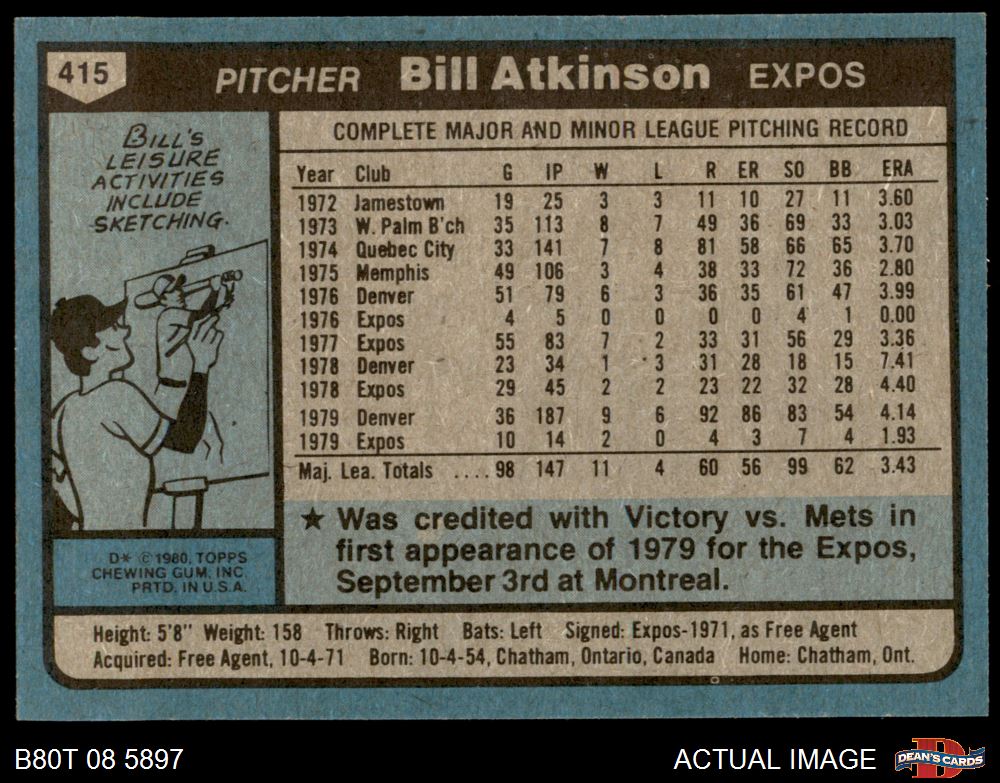 415
PITCHER Bill Atkinson EXPOS
BILL'S
LEISURE
ACTIVITIES
INCLUDE
SKETCHING.
D* © 1980, TOPPS
CHEWING GUM, INC.
PRTD. IN U.S.A.
COMPLETE MAJOR AND MINOR LEAGUE PITCHING RECORD
Year Club G IP W L R ER SO BB ERA
1972 Jamestown 19 25 3 3 11 10 27 11 3.60
1973 W. Palm B'ch 35 113 8 7 49 36 69 33 3.03
1974 Quebec City 33 141 7 8 81 58 66 65 3.70
1975 Memphis 49 106 3 4 38 33 72 36 2.80
1976 Denver 51 79 6 3 36 35 61 47 3.99
1976 Expos 4 5 0 0 0 0 4 1 0.00
1977 Expos 55 83 7 2 33 31 56 29 3.36
1978 Denver 23 34 1 3 31 28 18 15 7.41
1978 Expos 29 45 2 2 23 22 32 28 4.40
1979 Denver 36 187 9 6 92 86 83 54 4.14
1979 Expos 10 14 2 0 4 3 7 4 1.93
Maj. Lea. Totals .... 98 147 11 4 60 56 99 62 3.43
★ Was credited with Victory vs. Mets in
first appearance of 1979 for the Expos,
September 3rd at Montreal.
Height: 5'8" Weight: 158 Throws: Right Bats: Left Signed: Expos-1971, as Free Agent
Acquired: Free Agent, 10-4-71 Born: 10-4-54, Chatham, Ontario, Canada Home: Chatham, Ont.
B80T 08 5897
ACTUAL IMAGE
D
DEAN'S CARDS